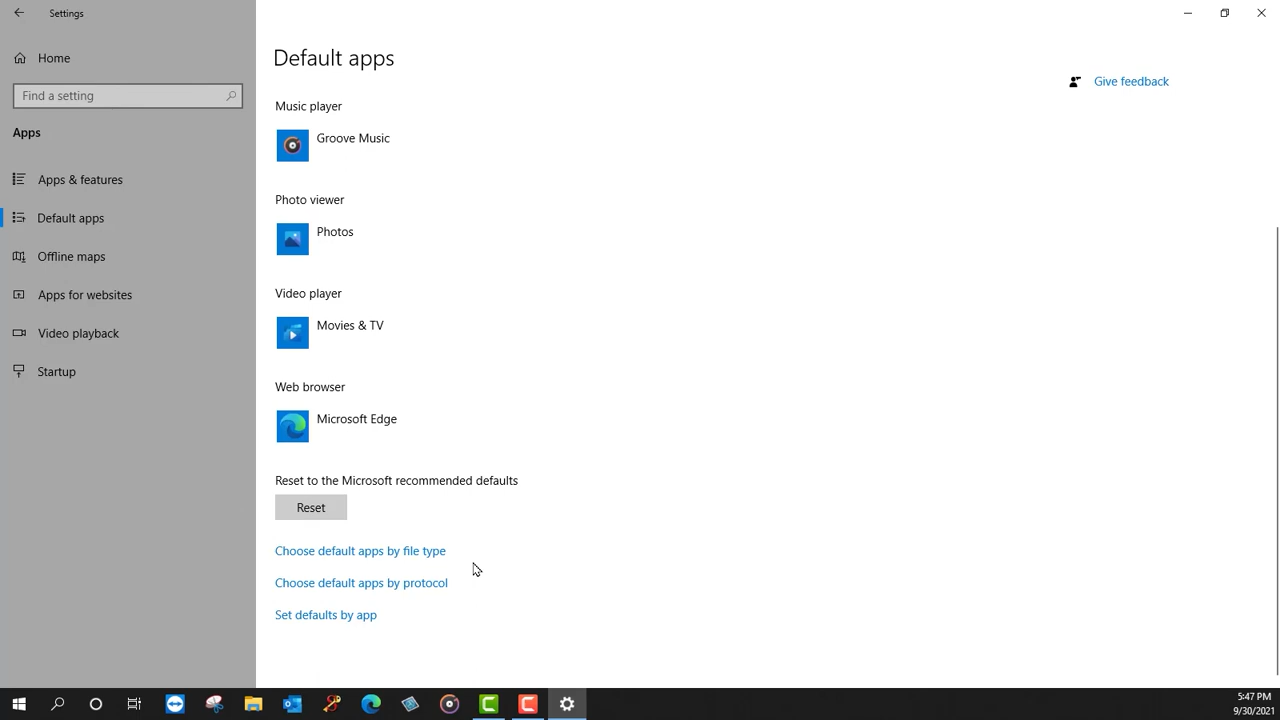 Settings
Home
Find a setting
Apps
Apps & features
Default apps
Offline maps
Apps for websites
Video playback
Startup
Default apps
Give feedback
Music player
Groove Music
Photo viewer
Photos
Video player
Movies & TV
Web browser
Microsoft Edge
Reset to the Microsoft recommended defaults
Reset
Choose default apps by file type
Choose default apps by protocol
Set defaults by app
5:47 PM
9/30/2021